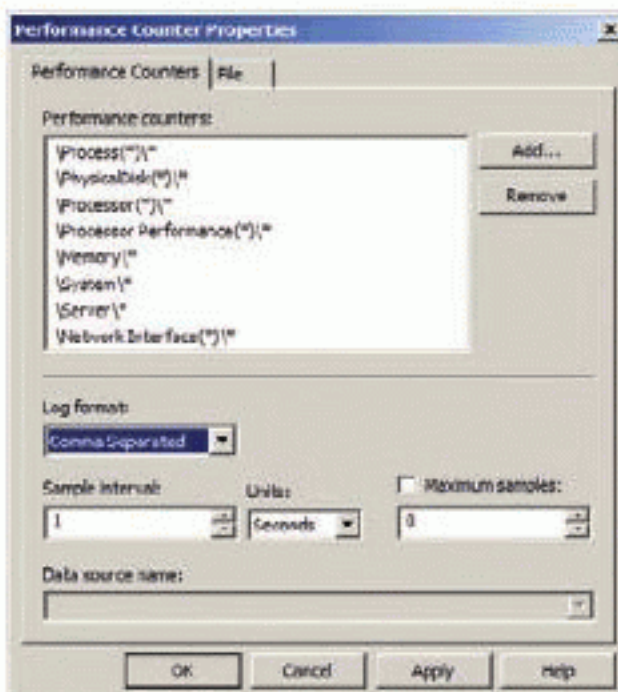 Performance Counter Properties
Performance Counters
File
Performance counters:
\Process(*)\*
\PhysicalDisk(*)\*
\Processor(*)\*
\Processor Performance(*)\*
\Memory\*
\System\*
\Server\*
\Network Interface(*)\*
Add...
Remove
Log format:
Comma Separated
Sample interval:
Units:
Maximum samples:
1
Seconds
0
Data source name:
OK
Cancel
Apply
Help